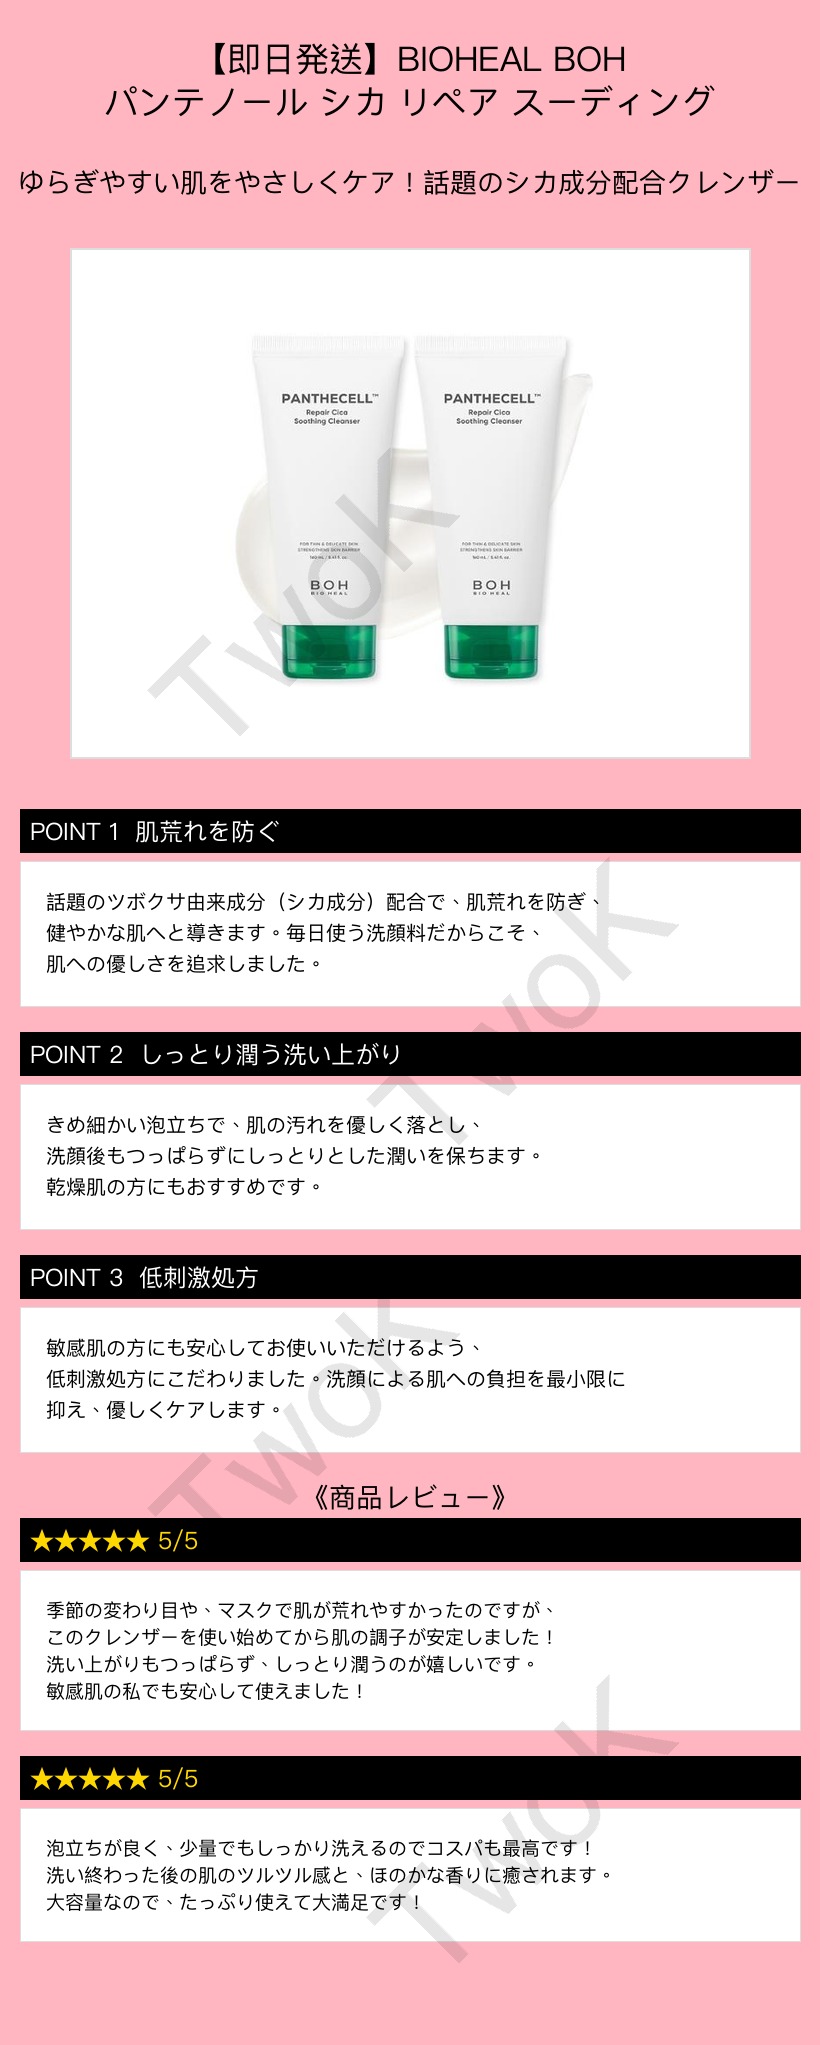 【即日発送】BIOHEAL BOH
パンテノール シカ リペア スーディング
ゆらぎやすい肌をやさしくケア！話題のシカ成分配合クレンザー
PANTHECELL™
Repair Cica
Soothing Cleanser
FOR THIN & DELICATE SKIN
STRENGTHENS SKIN BARRIER
160 mL / 5.41 fl. oz.
BOH
BIO HEAL
PANTHECELL™
Repair Cica
Soothing Cleanser
FOR THIN & DELICATE SKIN
STRENGTHENS SKIN BARRIER
160 mL / 5.41 fl. oz.
BOH
BIO HEAL
TwoK
POINT 1 肌荒れを防ぐ
話題のツボクサ由来成分（シカ成分）配合で、肌荒れを防ぎ、
健やかな肌へと導きます。毎日使う洗顔料だからこそ、
肌への優しさを追求しました。
TwoK
POINT 2 しっとり潤う洗い上がり
きめ細かい泡立ちで、肌の汚れを優しく落とし、
洗顔後もつっぱらずにしっとりとした潤いを保ちます。
乾燥肌の方にもおすすめです。
POINT 3 低刺激処方
敏感肌の方にも安心してお使いいただけるよう、
低刺激処方にこだわりました。洗顔による肌への負担を最小限に
抑え、優しくケアします。
TwoK
《商品レビュー》
★★★★★ 5/5
季節の変わり目や、マスクで肌が荒れやすかったのですが、
このクレンザーを使い始めてから肌の調子が安定しました！
洗い上がりもつっぱらず、しっとり潤うのが嬉しいです。
敏感肌の私でも安心して使えました！
★★★★★ 5/5
泡立ちが良く、少量でもしっかり洗えるのでコスパも最高です！
洗い終わった後の肌のツルツル感と、ほのかな香りに癒されます。
大容量なので、たっぷり使えて大満足です！
TwoK